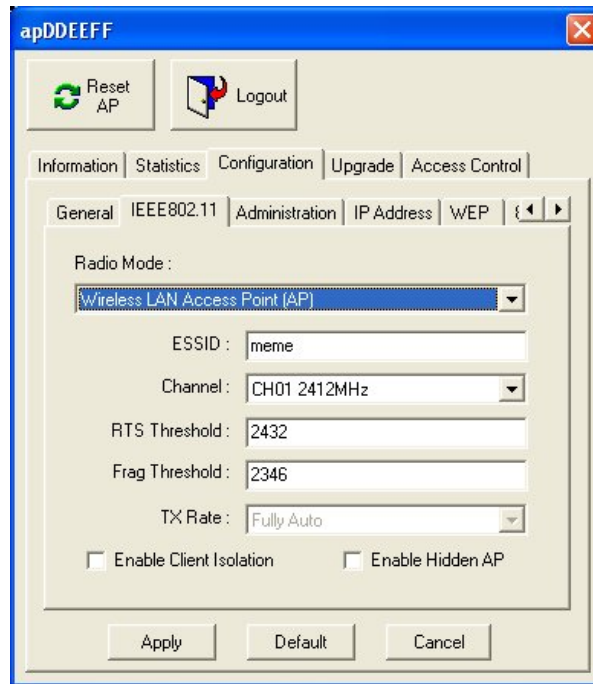 apDDEEFF
Reset AP
Logout
Information Statistics Configuration Upgrade Access Control
General IEEE802.11 Administration IP Address WEP
Radio Mode :
Wireless LAN Access Point (AP)
ESSID : meme
Channel : CH01 2412MHz
RTS Threshold : 2432
Frag Threshold : 2346
TX Rate : Fully Auto
Enable Client Isolation Enable Hidden AP
Apply Default Cancel